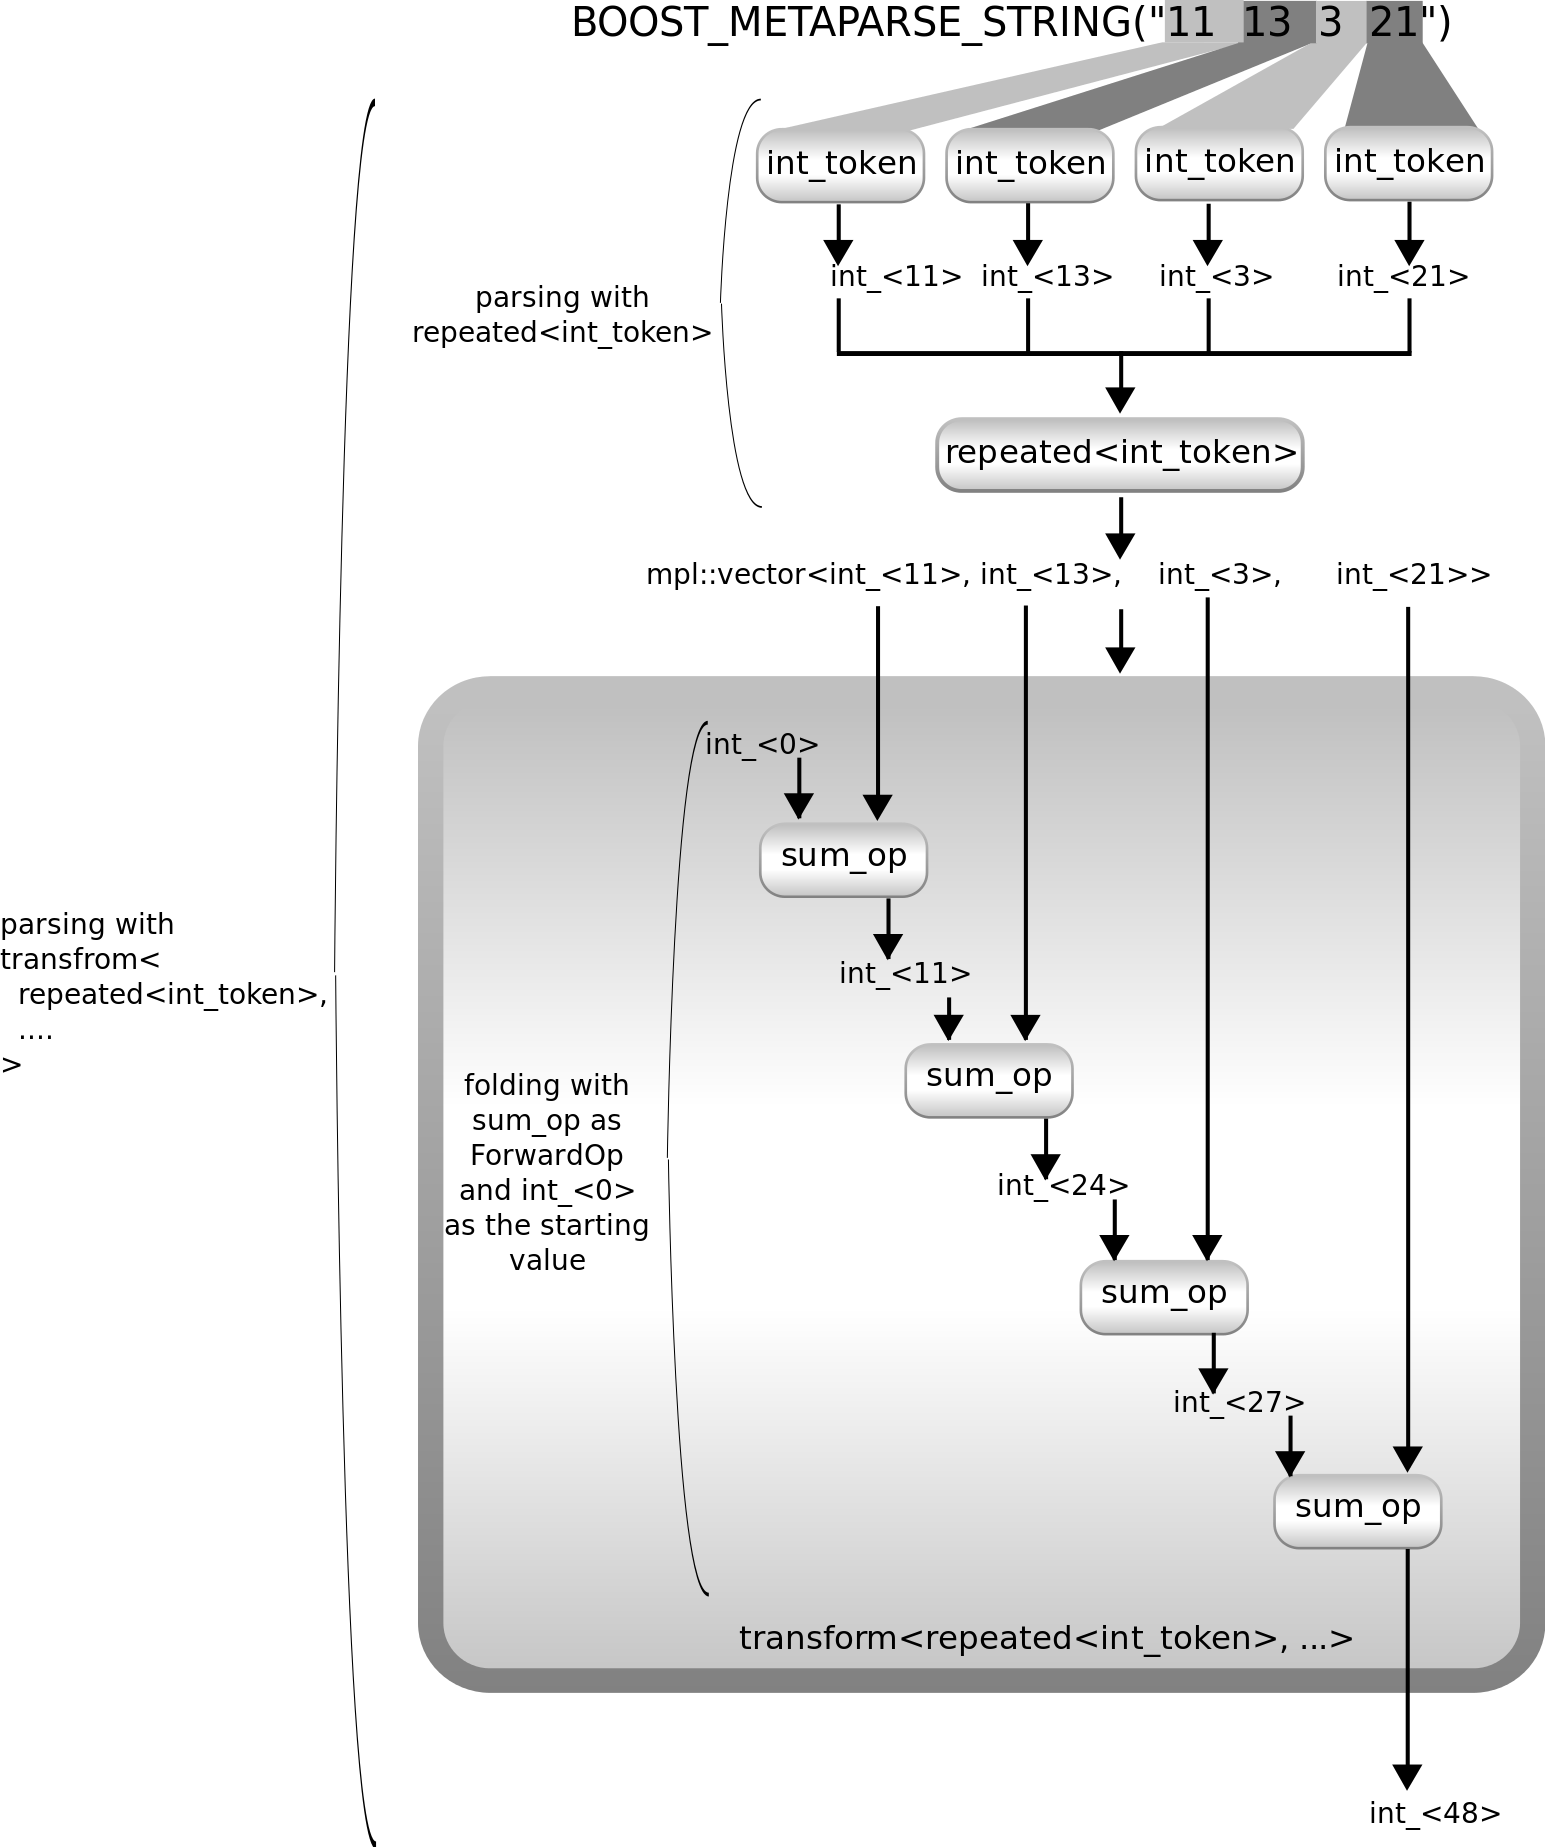 BOOST_METAPARSE_STRING("11 13 3 21")
int_token int_token int_token int_token
int_<11> int_<13> int_<3> int_<21>
parsing with
repeated<int_token>
repeated<int_token>
mpl::vector<int_<11>, int_<13>, int_<3>, int_<21>>
int_<0>
sum_op
int_<11>
sum_op
int_<24>
sum_op
int_<27>
sum_op
folding with
sum_op as
ForwardOp
and int_<0>
as the starting
value
transform<repeated<int_token>, ...>
parsing with
transfrom<
repeated<int_token>,
....
>
int_<48>